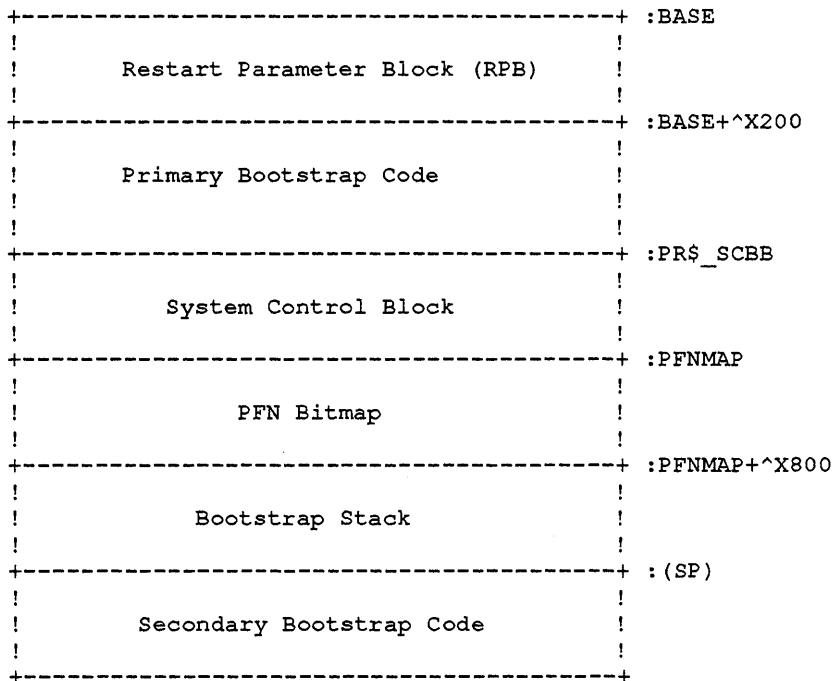 +---------------------------------------------+ :BASE
!                                             !
!       Restart Parameter Block (RPB)         !
!                                             !
+---------------------------------------------+ :BASE+^X200
!                                             !
!       Primary Bootstrap Code                !
!                                             !
!                                             !
+---------------------------------------------+ :PR$_SCBB
!                                             !
!           System Control Block              !
!                                             !
+---------------------------------------------+ :PFNMAP
!                                             !
!                PFN Bitmap                   !
!                                             !
+---------------------------------------------+ :PFNMAP+^X800
!                                             !
!             Bootstrap Stack                 !
!                                             !
+---------------------------------------------+ :(SP)
!                                             !
!         Secondary Bootstrap Code            !
!                                             !
+---------------------------------------------+